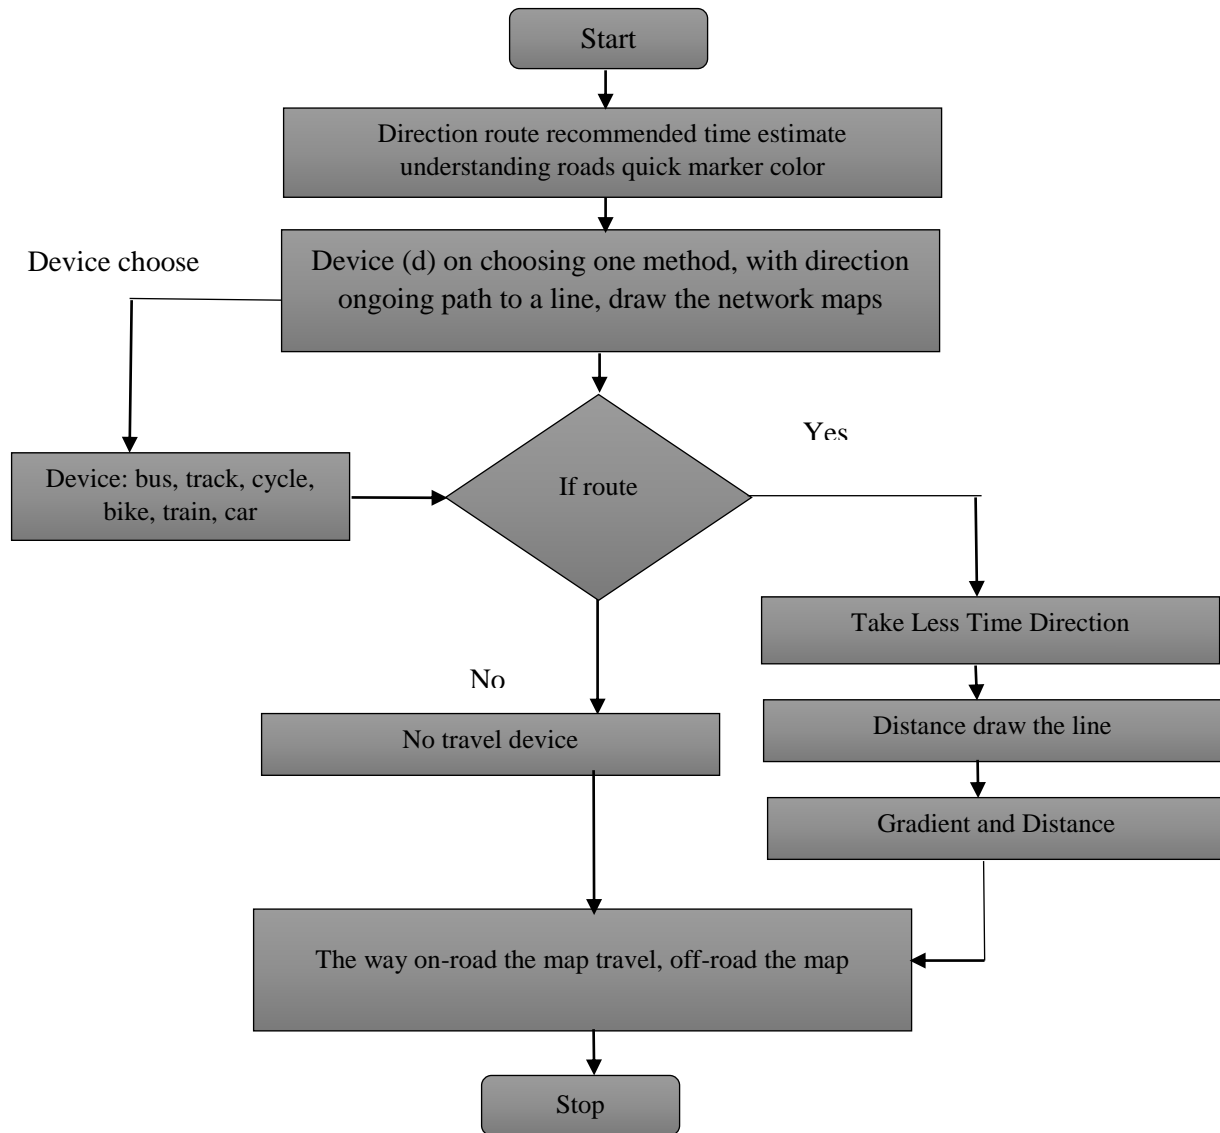 Start
Direction route recommended time estimate
understanding roads quick marker color
Device choose
Device (d) on choosing one method, with direction
ongoing path to a line, draw the network maps
Yes
Device: bus, track, cycle,
bike, train, car
If route
Take Less Time Direction
No
No travel device
Distance draw the line
Gradient and Distance
The way on-road the map travel, off-road the map
Stop